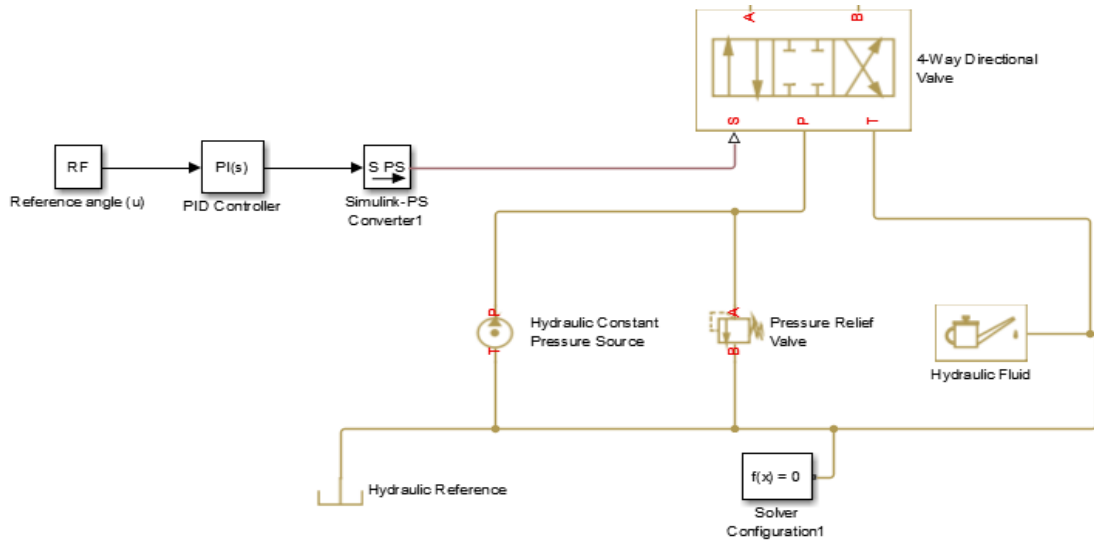 A
B
4-Way Directional
Valve
S
P
T
RF
PI(s)
S PS
Reference angle (u)
PID Controller
Simulink-PS
Converter1
P
T
Hydraulic Constant
Pressure Source
A
B
Pressure Relief
Valve
Hydraulic Fluid
Hydraulic Reference
f(x) = 0
Solver
Configuration1